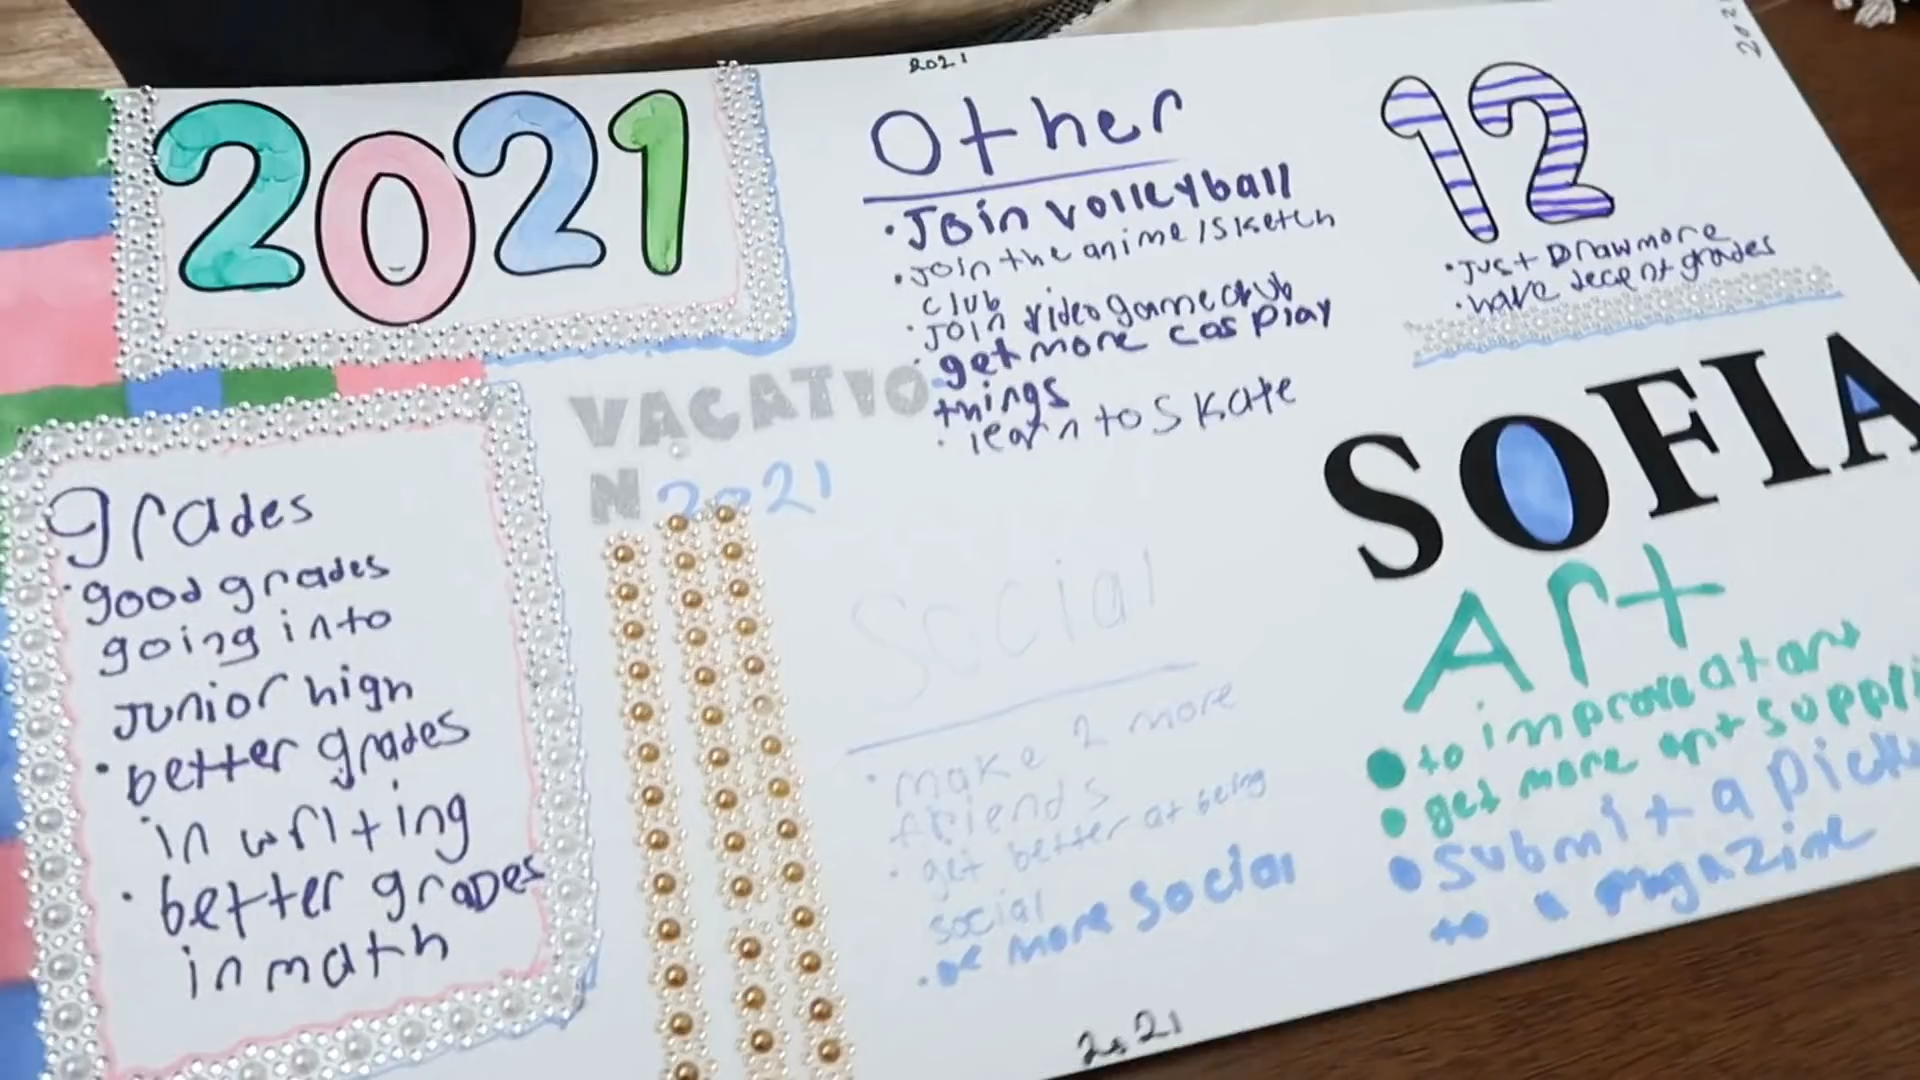 2021
2021
2021
Other
• Join volleyball
• Join the anime/sketch
club
• Join video game club
• get more cosplay
things
• learn to skate
12
• Just Draw more
• have decent grades
VACATIO
N 2021
SOFIA
grades
• good grades
going into
Junior high
• better grades
in writing
• better grades
in math
Social
• make 2 more
friends
• get better at being
social
• be more social
Art
• to improve at art
• get more art suppli
• submit a pictu
to a magazine
2021